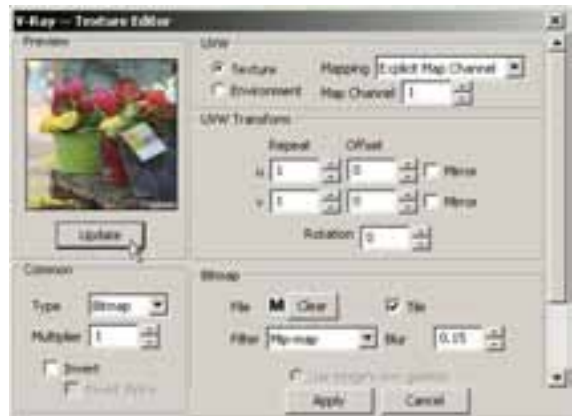 V-Ray -- Texture Editor
Preview
UVW
Texture
Mapping Explicit Map Channel
Environment
Map Channel 1
UVW Transform
Repeat Offset
u 1 0 Mirror
v 1 0 Mirror
Rotation 0
Update
Common
Type Bitmap
Multiplier 1
Invert
Bitmap
File M Clear Tile
Filter Mip-map Blur 0.15
Apply Cancel